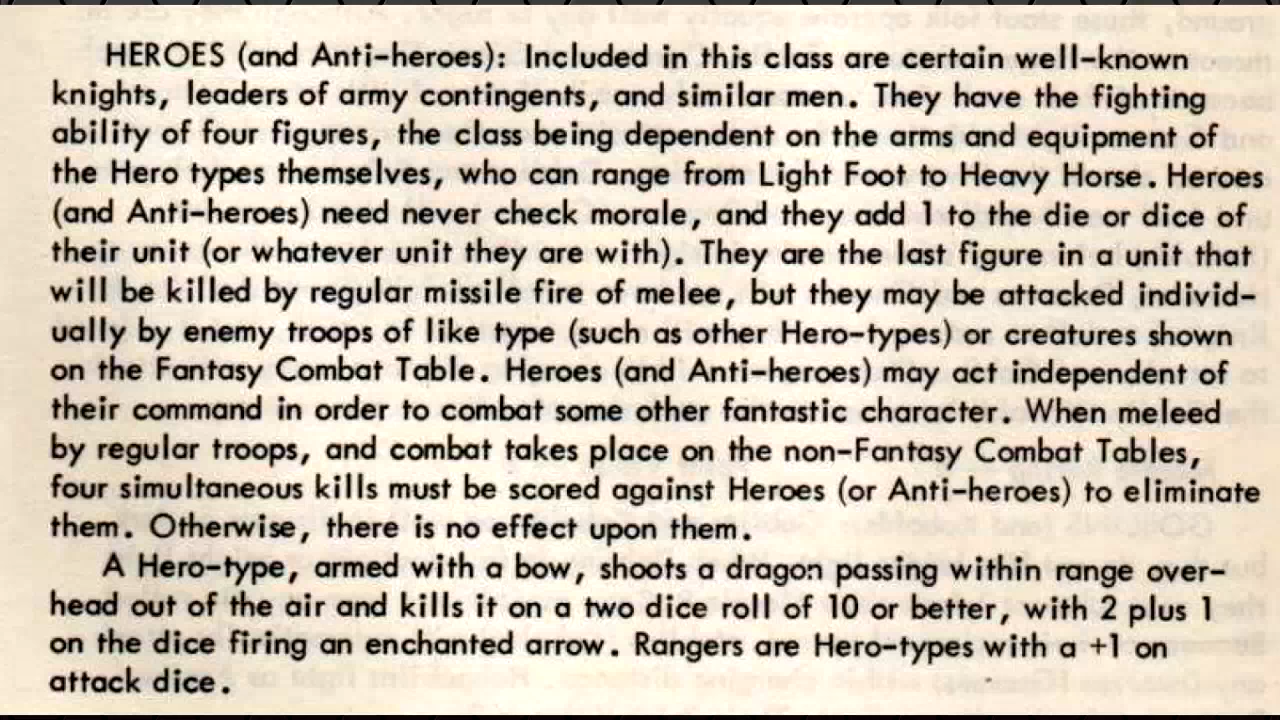 HEROES (and Anti-heroes): Included in this class are certain well-known
knights, leaders of army contingents, and similar men. They have the fighting
ability of four figures, the class being dependent on the arms and equipment of
the Hero types themselves, who can range from Light Foot to Heavy Horse. Heroes
(and Anti-heroes) need never check morale, and they add 1 to the die or dice of
their unit (or whatever unit they are with). They are the last figure in a unit that
will be killed by regular missile fire of melee, but they may be attacked individ-
ually by enemy troops of like type (such as other Hero-types) or creatures shown
on the Fantasy Combat Table. Heroes (and Anti-heroes) may act independent of
their command in order to combat some other fantastic character. When meleed
by regular troops, and combat takes place on the non-Fantasy Combat Tables,
four simultaneous kills must be scored against Heroes (or Anti-heroes) to eliminate
them. Otherwise, there is no effect upon them.
A Hero-type, armed with a bow, shoots a dragon passing within range over-
head out of the air and kills it on a two dice roll of 10 or better, with 2 plus 1
on the dice firing an enchanted arrow. Rangers are Hero-types with a +1 on
attack dice.